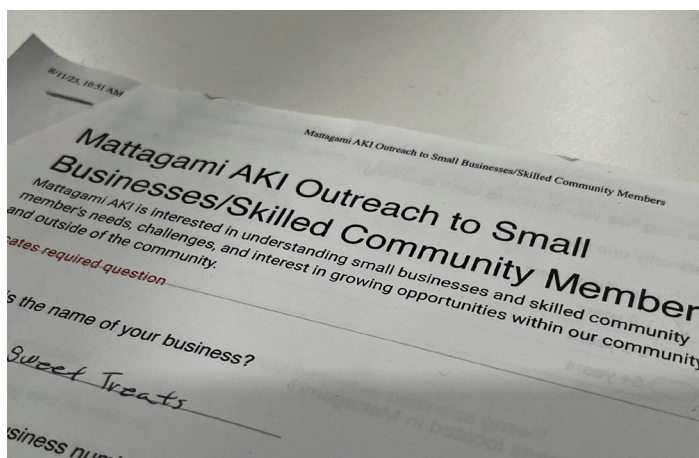 8/11/25, 10:51 AM
Mattagami AKI Outreach to Small Businesses/Skilled Community Members
Mattagami AKI Outreach to Small
Businesses/Skilled Community Member
Mattagami AKI is interested in understanding small businesses and skilled community
member's needs, challenges, and interest in growing opportunities within our community
and outside of the community.
cates required question
is the name of your business?
Sweet Treats
siness num